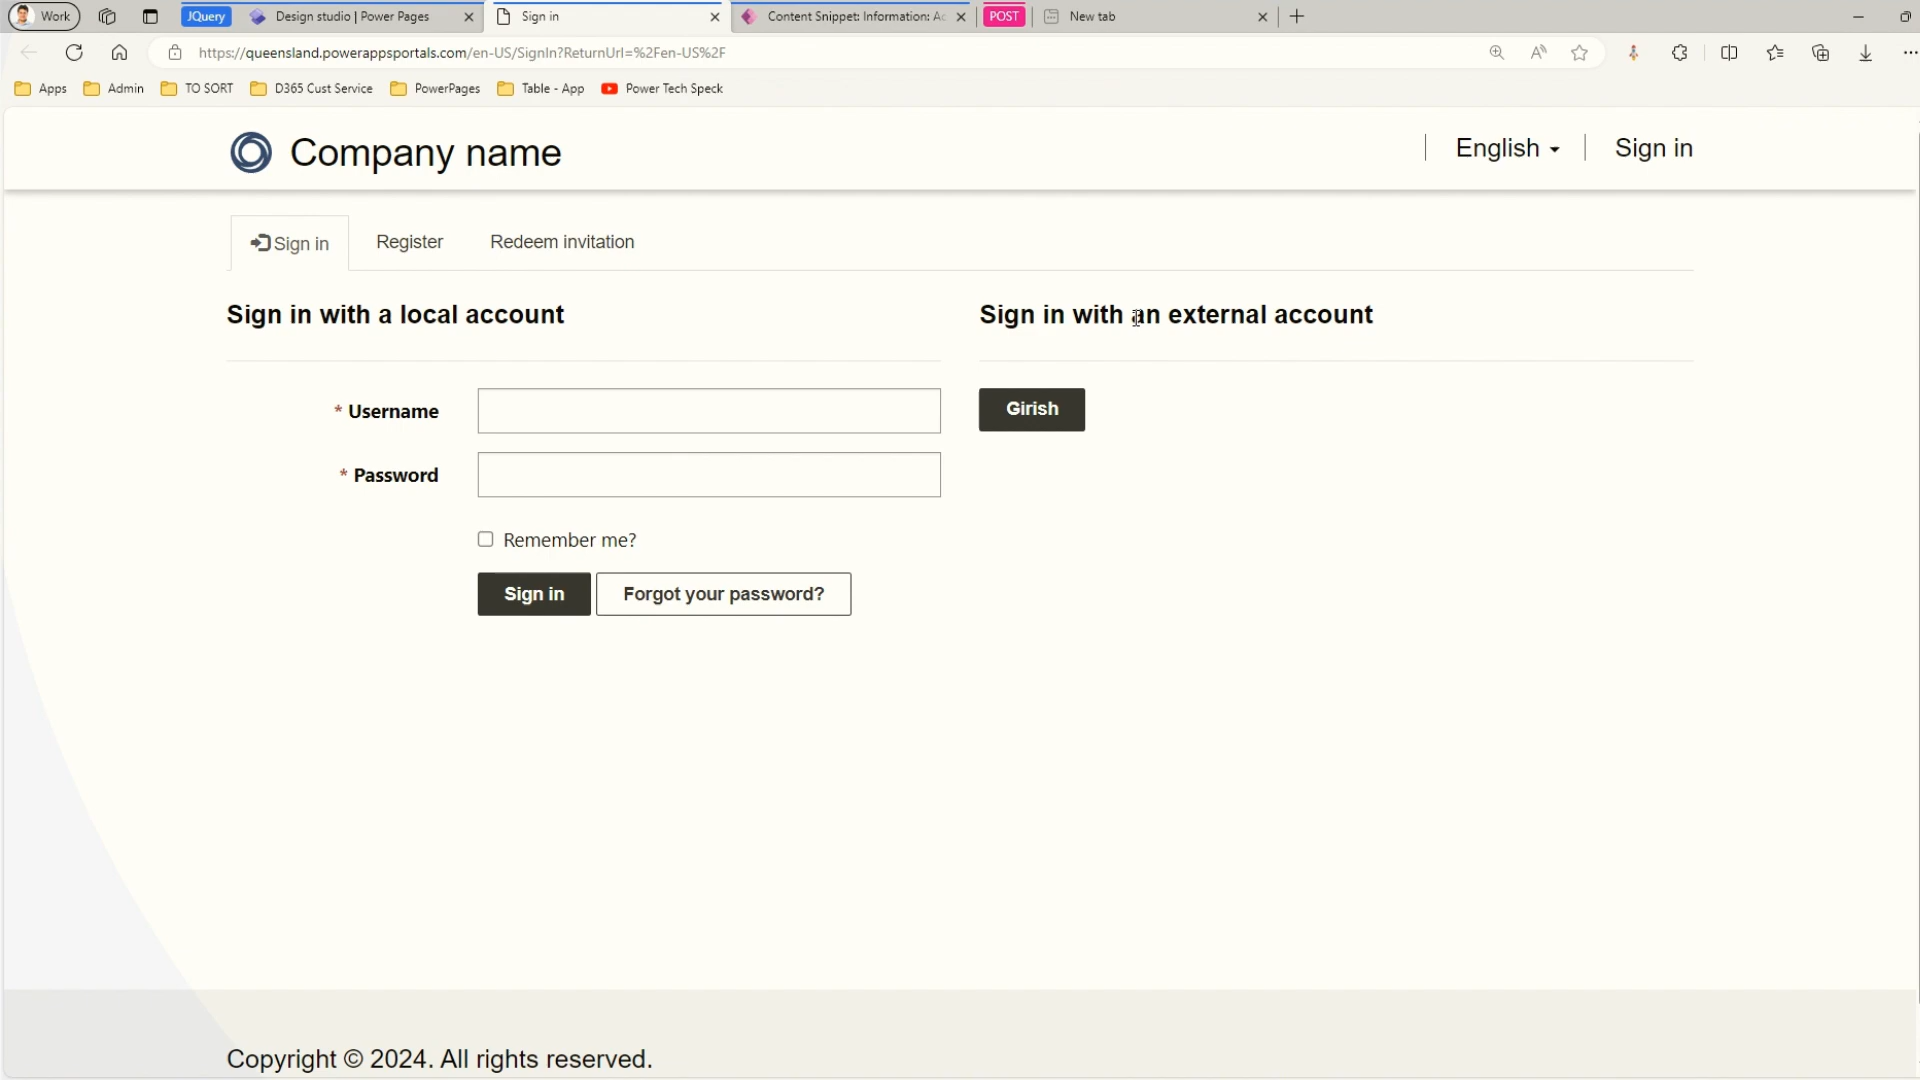 Work JQuery Design studio | Power Pages Sign in Content Snippet: Information: Ac POST New tab
https://queensland.powerappsportals.com/en-US/SignIn?ReturnUrl=%2Fen-US%2F
Apps Admin TO SORT D365 Cust Service PowerPages Table - App Power Tech Speck
Company name English Sign in
Sign in Register Redeem invitation
Sign in with a local account Sign in with an external account
* Username Girish
* Password
Remember me?
Sign in Forgot your password?
Copyright © 2024. All rights reserved.